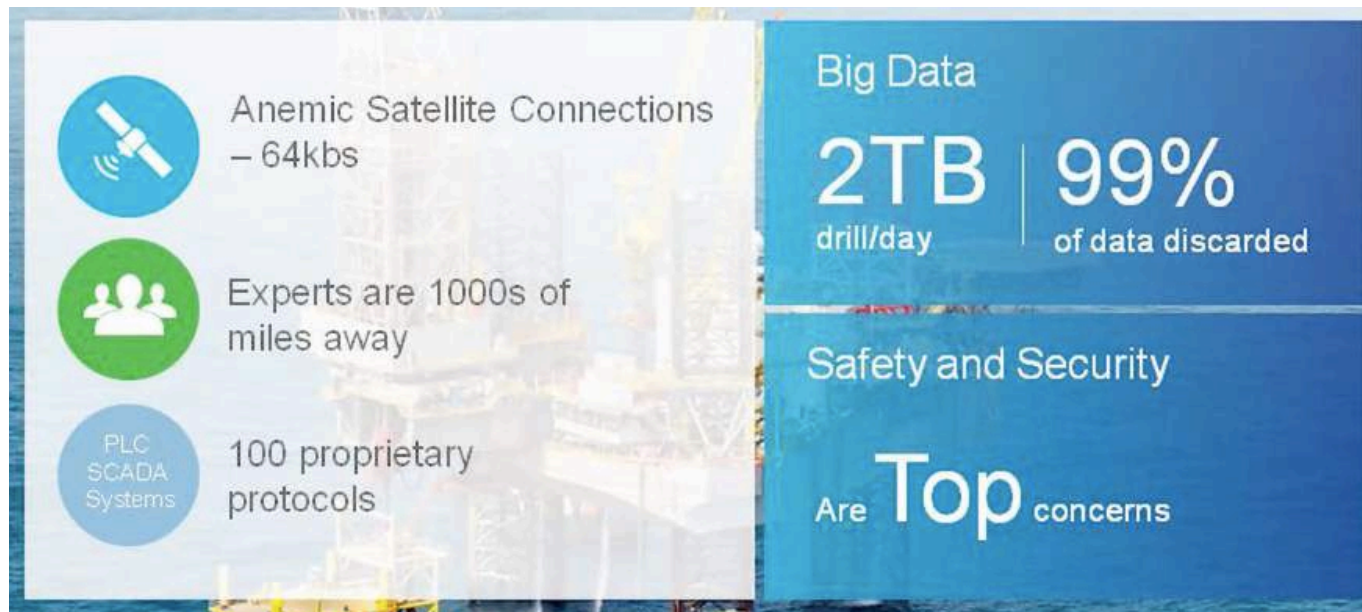 Anemic Satellite Connections
– 64kbs
Experts are 1000s of
miles away
PLC
SCADA
Systems
100 proprietary
protocols
Big Data
2TB
drill/day
99%
of data discarded
Safety and Security
Are Top concerns